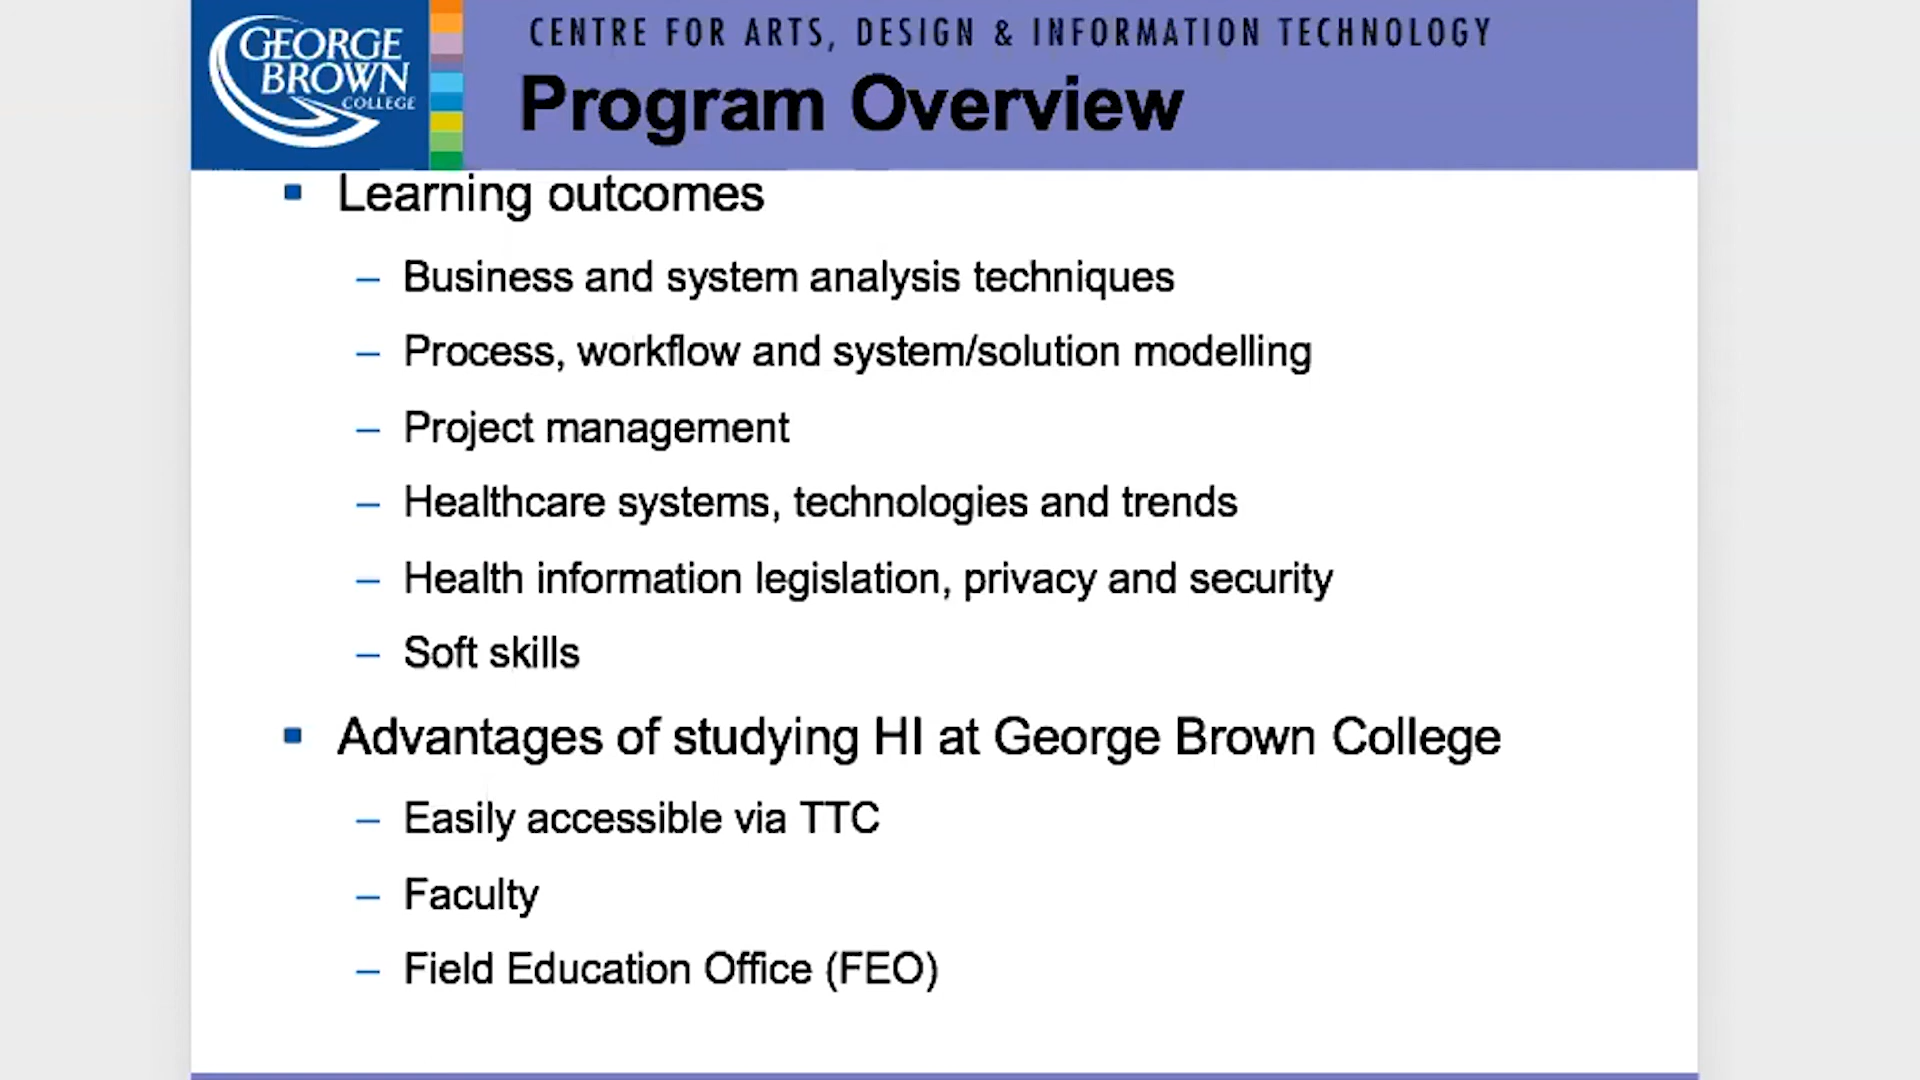 GEORGE
BROWN
COLLEGE
CENTRE FOR ARTS, DESIGN & INFORMATION TECHNOLOGY
Program Overview
▪ Learning outcomes
– Business and system analysis techniques
– Process, workflow and system/solution modelling
– Project management
– Healthcare systems, technologies and trends
– Health information legislation, privacy and security
– Soft skills
▪ Advantages of studying HI at George Brown College
– Easily accessible via TTC
– Faculty
– Field Education Office (FEO)